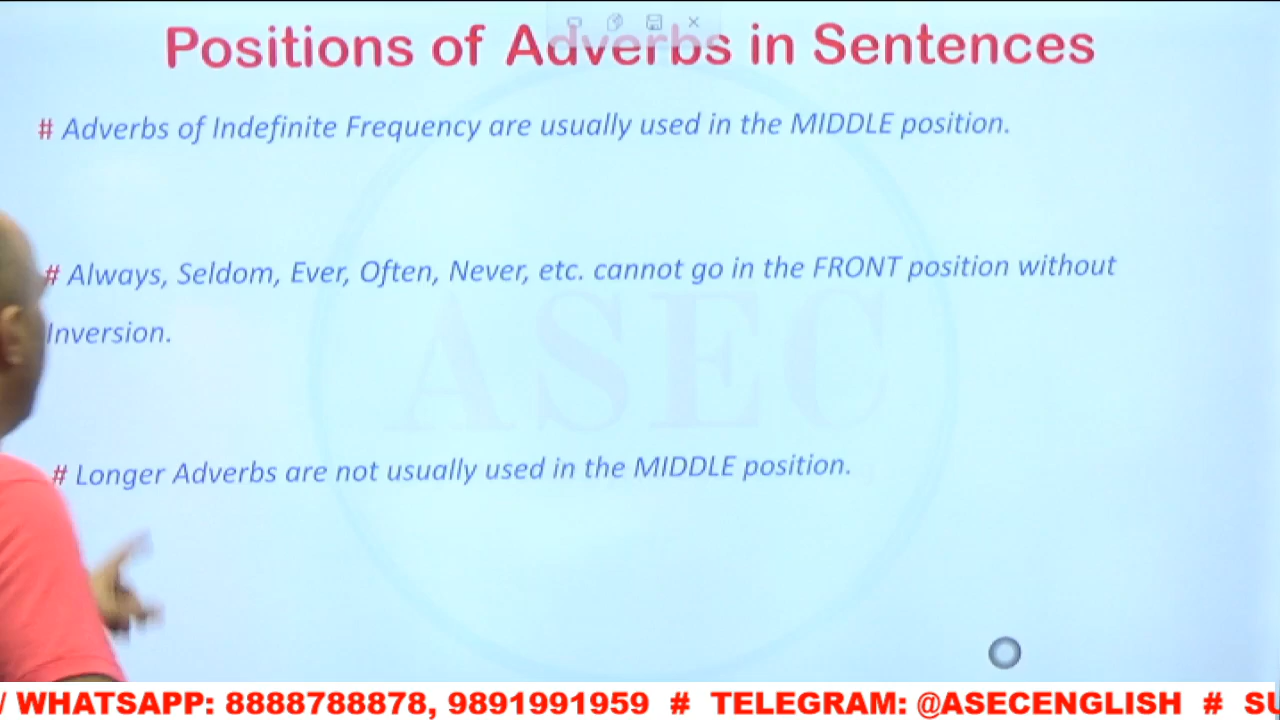 Positions of Adverbs in Sentences
# Adverbs of Indefinite Frequency are usually used in the MIDDLE position.
# Always, Seldom, Ever, Often, Never, etc. cannot go in the FRONT position without
Inversion.
ASEC
# Longer Adverbs are not usually used in the MIDDLE position.
/ WHATSAPP: 8888788878, 9891991959 # TELEGRAM: @ASECENGLISH # SU